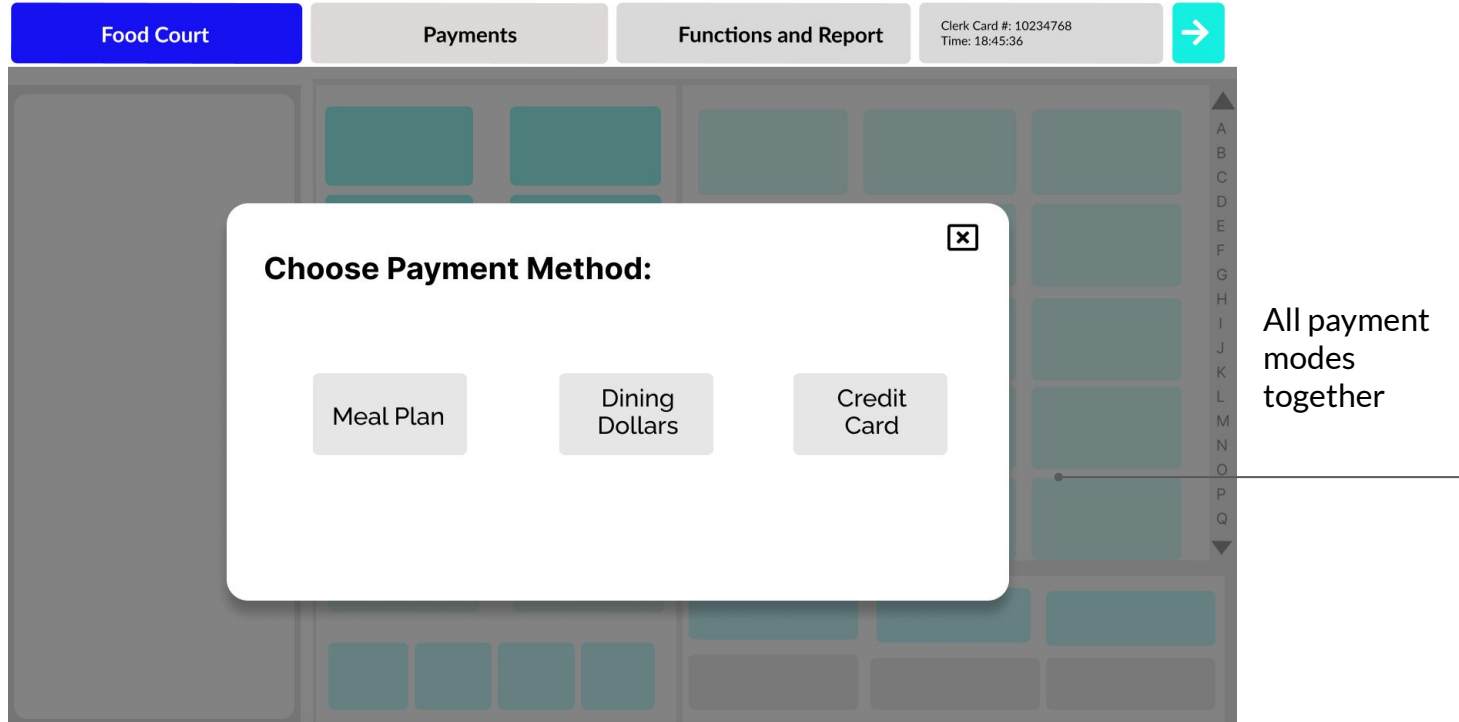 Food Court
Payments
Functions and Report
Clerk Card #: 10234768
Time: 18:45:36
A
B
C
D
E
F
G
H
I
J
K
L
M
N
O
P
Q
Choose Payment Method:
Meal Plan
Dining
Dollars
Credit
Card
All payment
modes
together